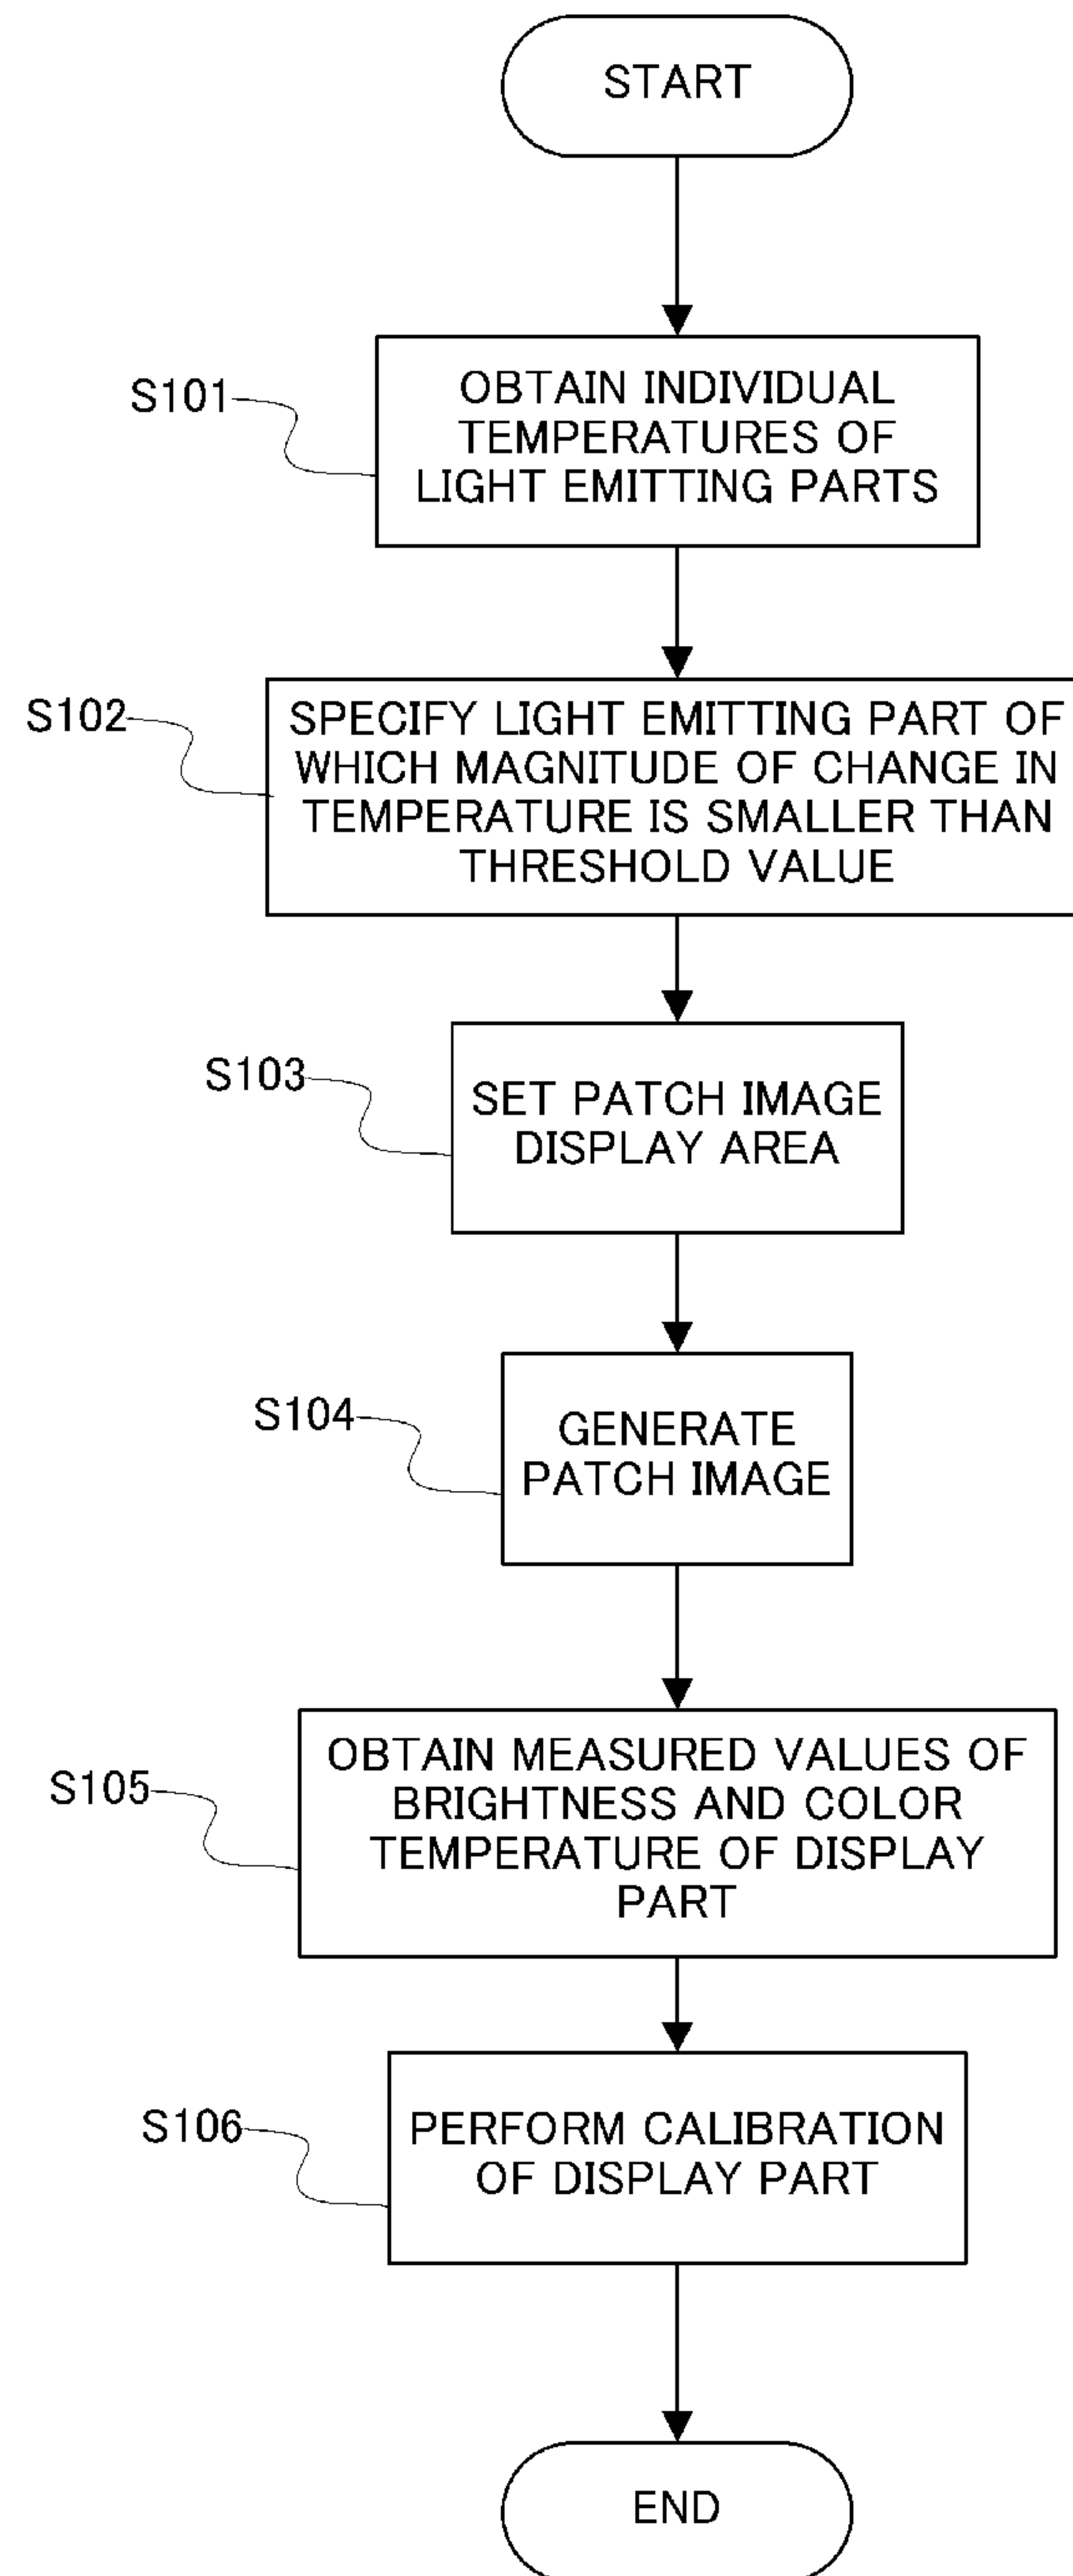 START
S101
OBTAIN INDIVIDUAL
TEMPERATURES OF
LIGHT EMITTING PARTS
S102
SPECIFY LIGHT EMITTING PART OF
WHICH MAGNITUDE OF CHANGE IN
TEMPERATURE IS SMALLER THAN
THRESHOLD VALUE
S103
SET PATCH IMAGE
DISPLAY AREA
S104
GENERATE
PATCH IMAGE
S105
OBTAIN MEASURED VALUES OF
BRIGHTNESS AND COLOR
TEMPERATURE OF DISPLAY
PART
S106
PERFORM CALIBRATION
OF DISPLAY PART
END